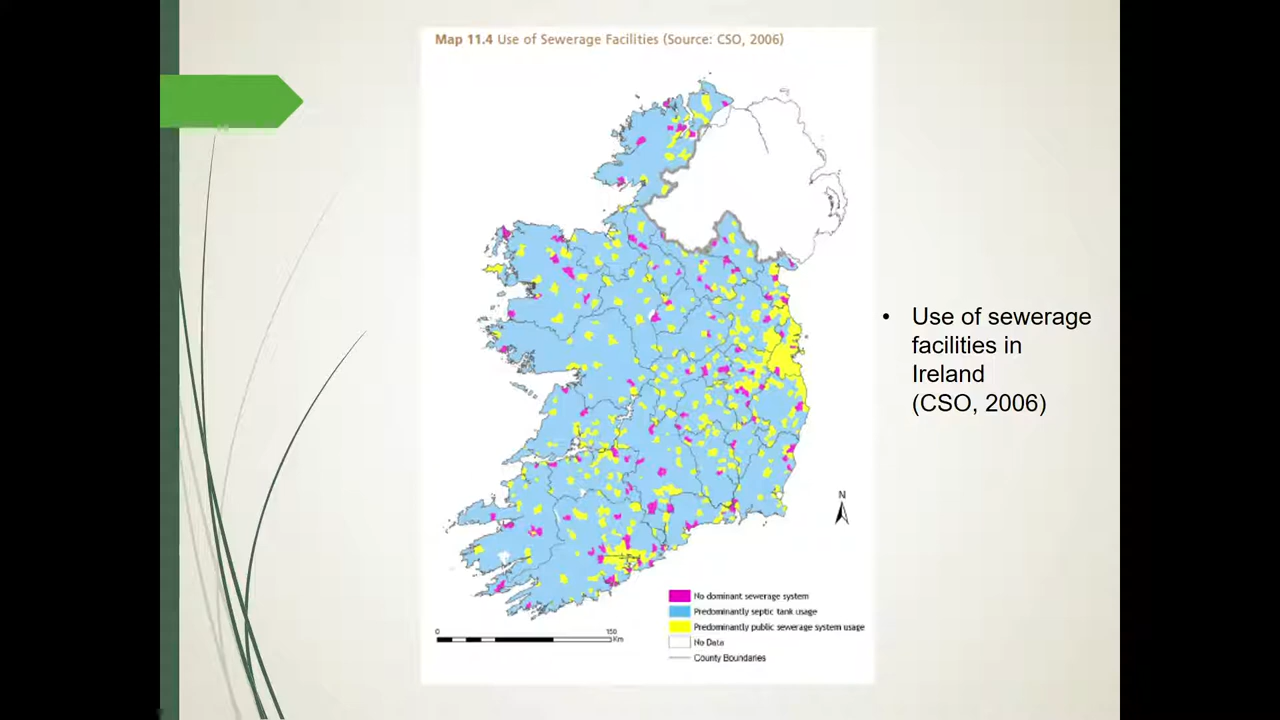 Map 11.4 Use of Sewerage Facilities (Source: CSO, 2006)
• Use of sewerage
facilities in
Ireland
(CSO, 2006)
N
No dominant sewerage system
Predominantly septic tank usage
Predominantly public sewerage system usage
No Data
County Boundaries
0 150
Km